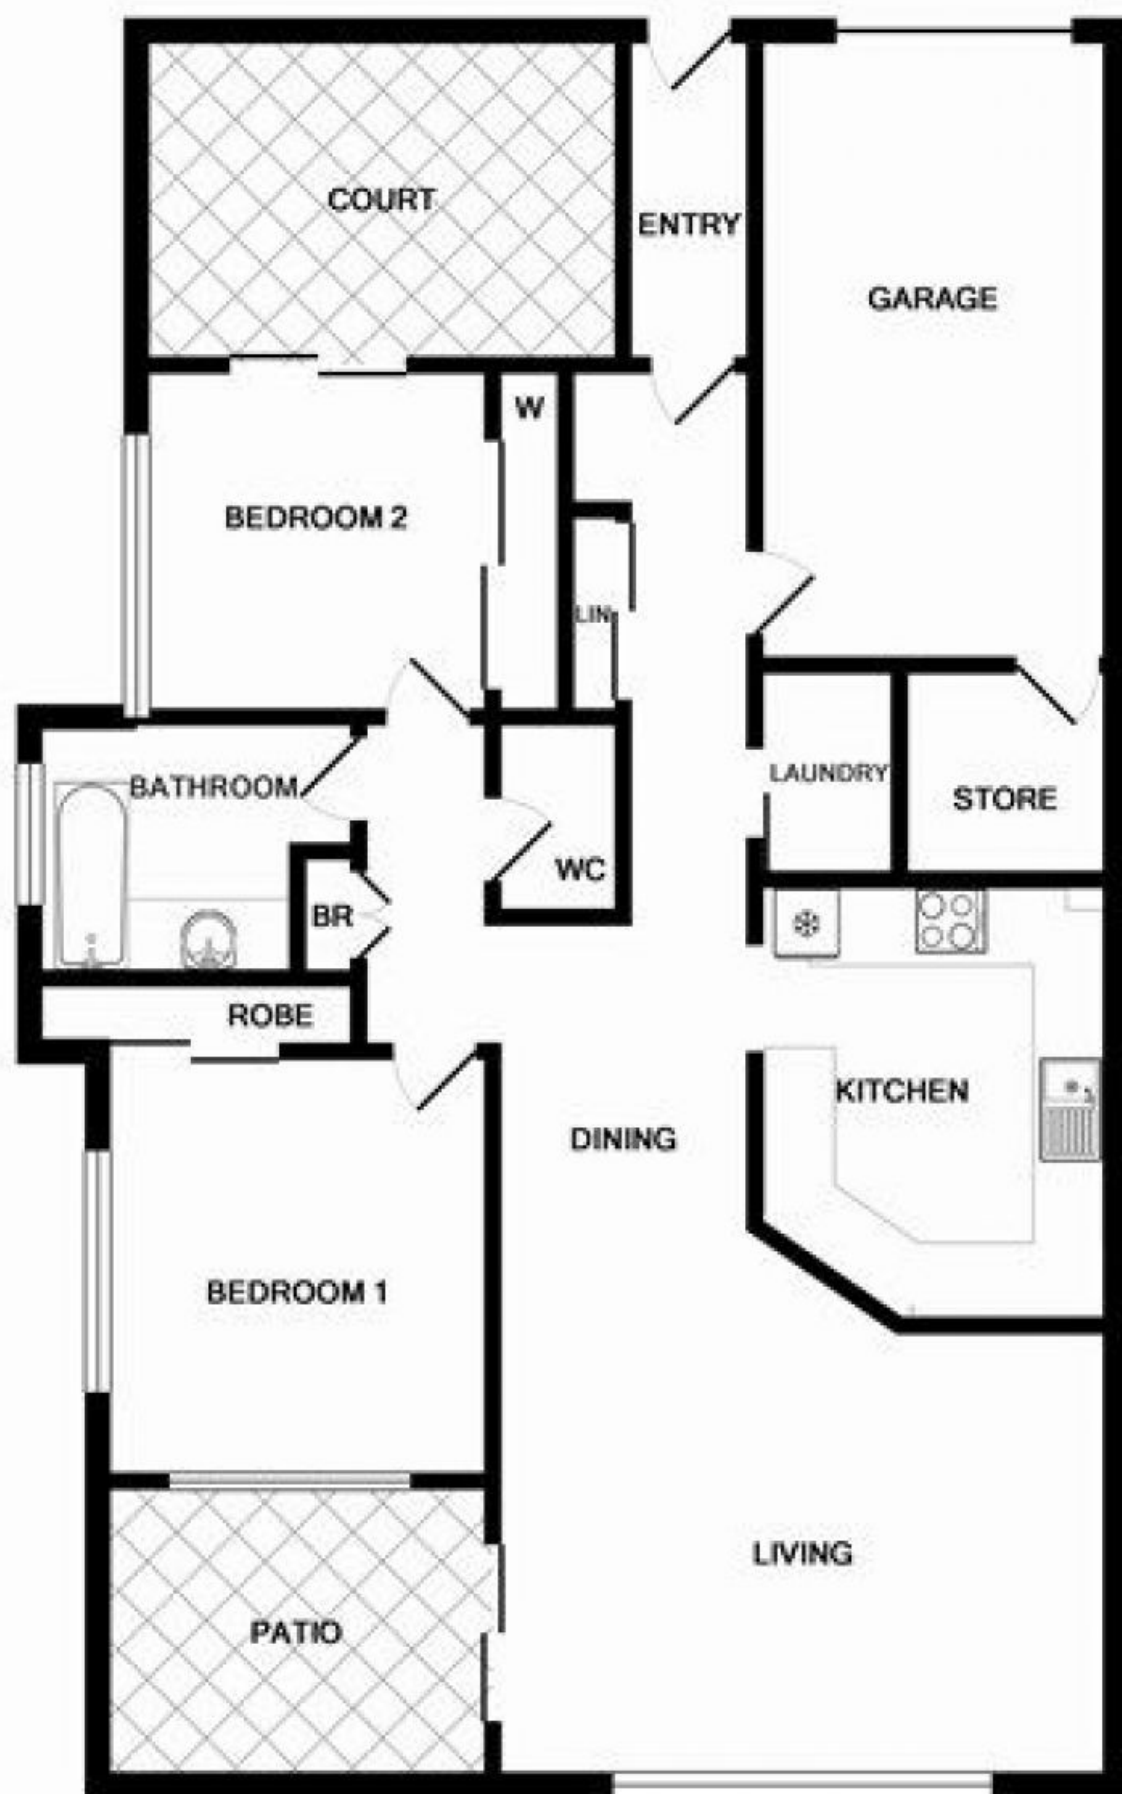 COURT
ENTRY
GARAGE
W
BEDROOM 2
LIN
LAUNDRY
BATHROOM
STORE
WC
BR
ROBE
KITCHEN
DINING
BEDROOM 1
LIVING
PATIO